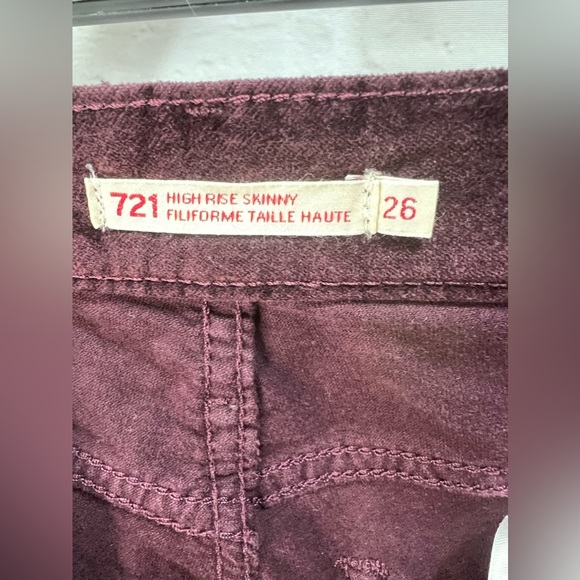 721 HIGH RISE SKINNY
FILIFORME TAILLE HAUTE
26